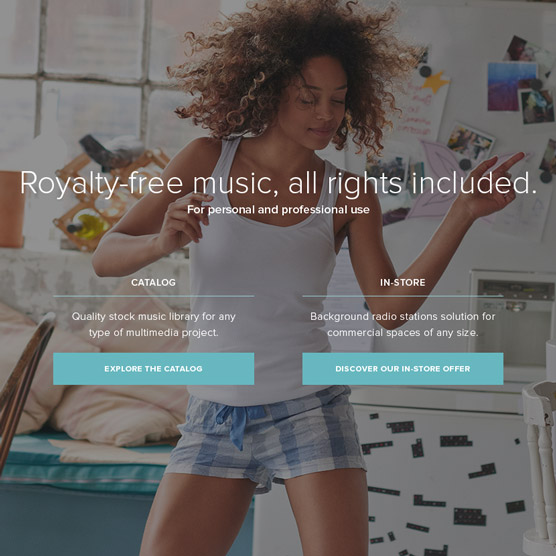 Royalty-free music, all rights included.
For personal and professional use
CATALOG
Quality stock music library for any
type of multimedia project.
EXPLORE THE CATALOG
IN-STORE
Background radio stations solution for
commercial spaces of any size.
DISCOVER OUR IN-STORE OFFER